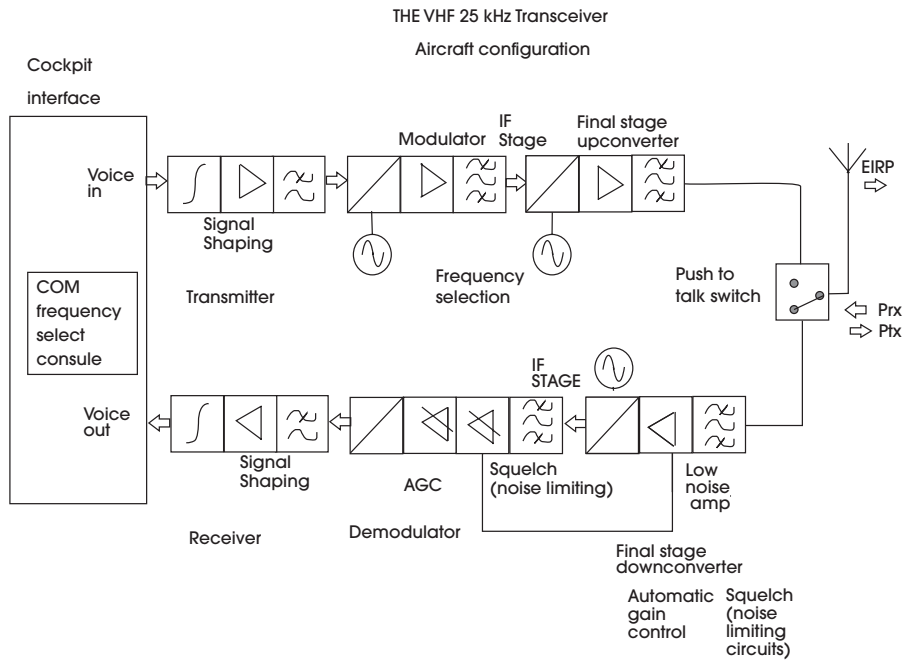 THE VHF 25 kHz Transceiver
Aircraft configuration
Cockpit
interface
Voice
in
Signal
Shaping
Modulator
IF
Stage
Final stage
upconverter
EIRP
Transmitter
Frequency
selection
Push to
talk switch
Prx
Ptx
COM
frequency
select
consule
Voice
out
Signal
Shaping
IF
STAGE
AGC
Squelch
(noise limiting)
Low
noise
amp
Receiver
Demodulator
Final stage
downconverter
Automatic
gain
control
Squelch
(noise
limiting
circuits)